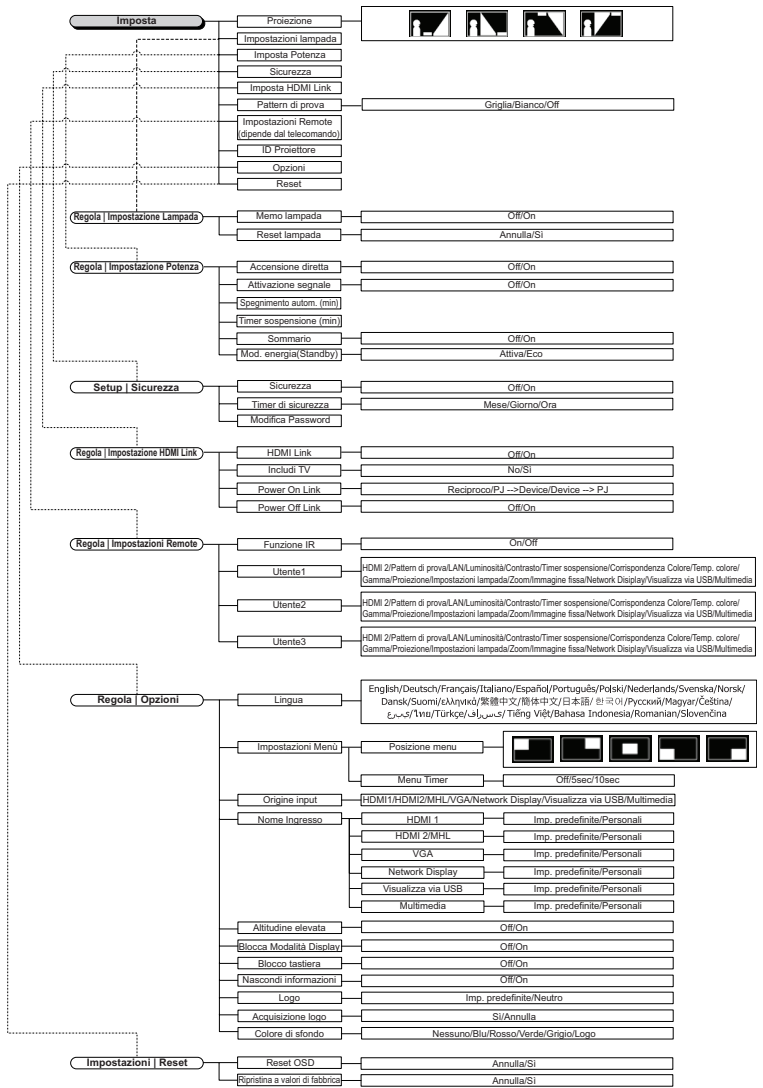 Imposta
Proiezione
Impostazioni lampada
Imposta Potenza
Sicurezza
Imposta HDMI Link
Pattern di prova
Griglia/Bianco/Off
Impostazioni Remote
(dipende dal telecomando)
ID Proiettore
Opzioni
Reset
Regola | Impostazione Lampada
Memo lampada
Off/On
Reset lampada
Annulla/Sì
Regola | Impostazione Potenza
Accensione diretta
Off/On
Attivazione segnale
Off/On
Spegnimento autom. (min)
Timer sospensione (min)
Sommario
Off/On
Mod. energia(Standby)
Attiva/Eco
Setup | Sicurezza
Sicurezza
Off/On
Timer di sicurezza
Mese/Giorno/Ora
Modifica Password
Regola | Impostazione HDMI Link
HDMI Link
Off/On
Includi TV
No/Sì
Power On Link
Reciproco/PJ -->Device/Device --> PJ
Power Off Link
Off/On
Regola | Impostazioni Remote
Funzione IR
On/Off
Utente1
HDMI 2/Pattern di prova/LAN/Luminosità/Contrasto/Timer sospensione/Corrispondenza Colore/Temp. colore/
Gamma/Proiezione/Impostazioni lampada/Zoom/Immagine fissa/Network Disiplay/Visualizza via USB/Multimedia
Utente2
HDMI 2/Pattern di prova/LAN/Luminosità/Contrasto/Timer sospensione/Corrispondenza Colore/Temp. colore/
Gamma/Proiezione/Impostazioni lampada/Zoom/Immagine fissa/Network Disiplay/Visualizza via USB/Multimedia
Utente3
HDMI 2/Pattern di prova/LAN/Luminosità/Contrasto/Timer sospensione/Corrispondenza Colore/Temp. colore/
Gamma/Proiezione/Impostazioni lampada/Zoom/Immagine fissa/Network Disiplay/Visualizza via USB/Multimedia
Regola | Opzioni
Lingua
English/Deutsch/Français/Italiano/Español/Português/Polski/Nederlands/Svenska/Norsk/
Dansk/Suomi/ελληνικά/繁體中文/簡体中文/日本語/한국어/Русский/Magyar/Čeština/
ﻲﺑﺮﻋ/ไทย/Türkçe/ﻰﺳﺭﺎﻓ/Tiếng Việt/Bahasa Indonesia/Romanian/Slovenčina
Impostazioni Menù
Posizione menu
Menu Timer
Off/5sec/10sec
Origine input
HDMI1/HDMI2/MHL/VGA/Network Display/Visualizza via USB/Multimedia
Nome Ingresso
HDMI 1
Imp. predefinite/Personali
HDMI 2/MHL
Imp. predefinite/Personali
VGA
Imp. predefinite/Personali
Network Display
Imp. predefinite/Personali
Visualizza via USB
Imp. predefinite/Personali
Multimedia
Imp. predefinite/Personali
Altitudine elevata
Off/On
Blocca Modalità Display
Off/On
Blocco tastiera
Off/On
Nascondi informazioni
Off/On
Logo
Imp. predefinite/Neutro
Acquisizione logo
Sì/Annulla
Colore di sfondo
Nessuno/Blu/Rosso/Verde/Grigio/Logo
Impostazioni | Reset
Reset OSD
Annulla/Sì
Ripristina a valori di fabbrica
Annulla/Sì